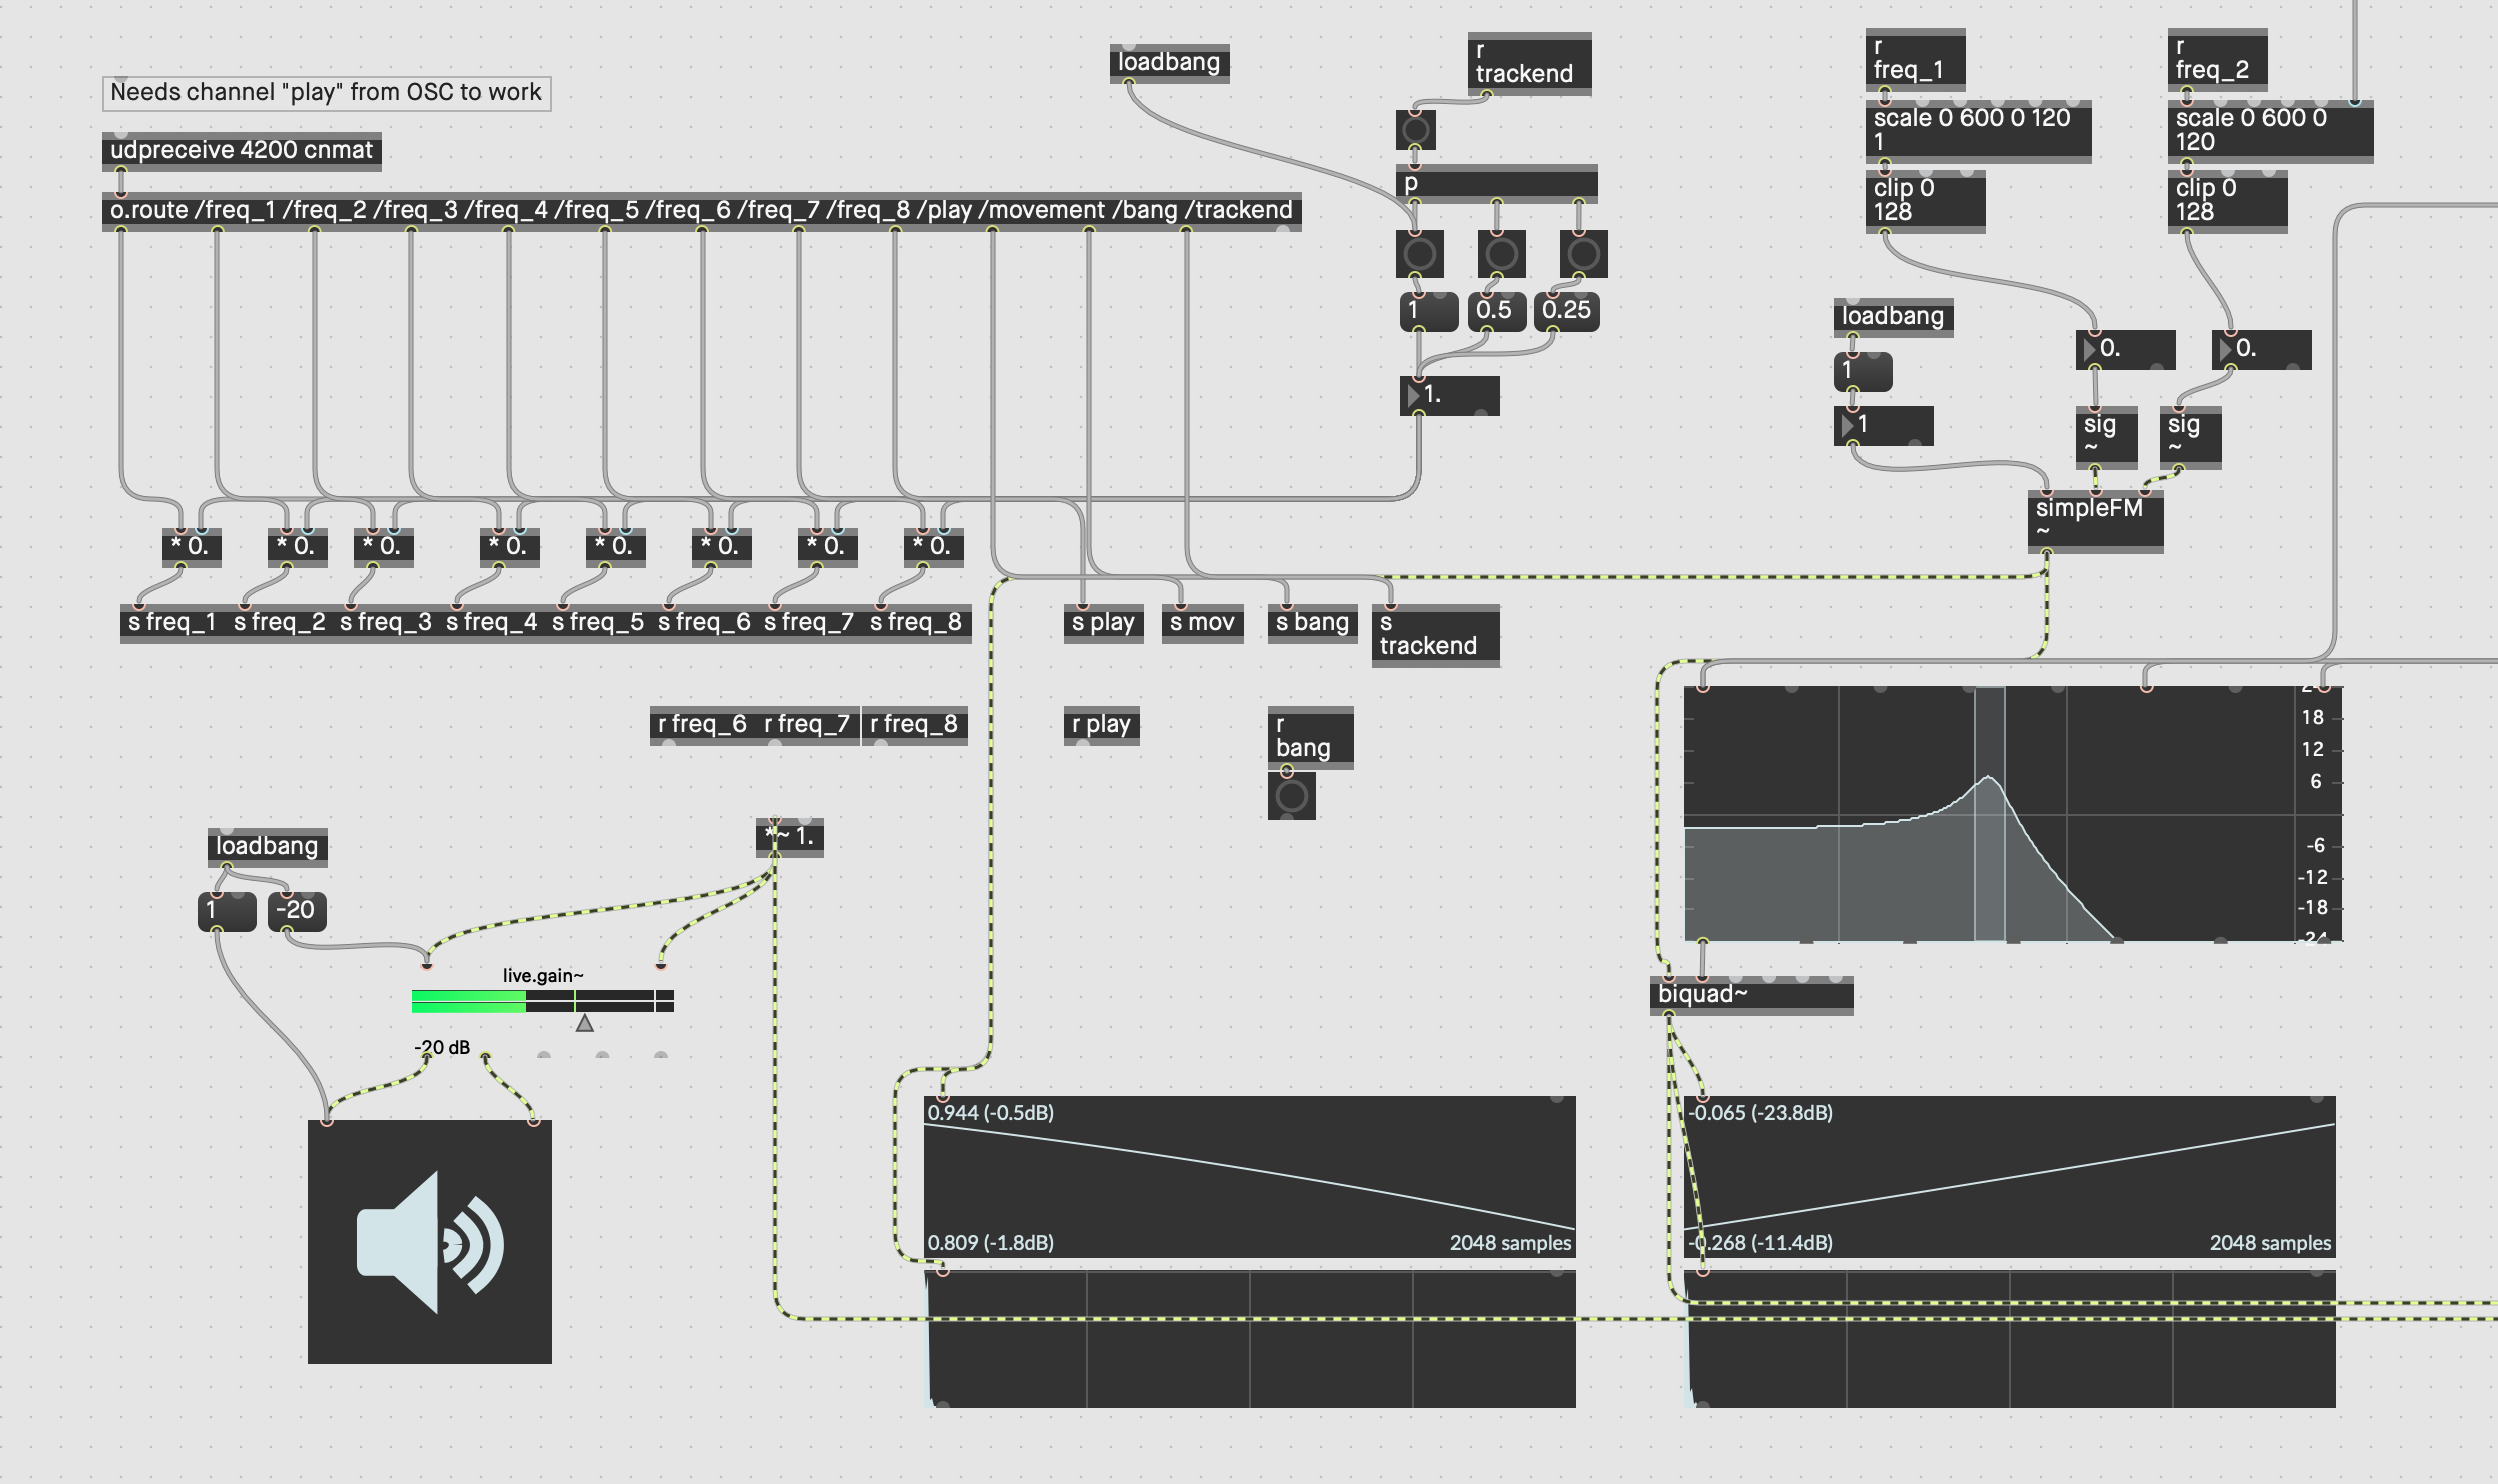 loadbang
r
trackend
r
freq_1
r
freq_2
Needs channel "play" from OSC to work
udpreceive 4200 cnmat
o.route /freq_1 /freq_2 /freq_3 /freq_4 /freq_5 /freq_6 /freq_7 /freq_8 /play /movement /bang /trackend
p
scale 0 600 0 120
1
scale 0 600 0
120
clip 0
128
clip 0
128
1
0.5
0.25
1.
loadbang
1
1
0.
0.
sig
~
sig
~
simpleFM
~
* 0.
* 0.
* 0.
* 0.
* 0.
* 0.
* 0.
* 0.
s freq_1
s freq_2
s freq_3
s freq_4
s freq_5
s freq_6
s freq_7
s freq_8
s play
s mov
s bang
s
trackend
r freq_6
r freq_7
r freq_8
r play
r
bang
18
12
6
-6
-12
-18
-24
loadbang
1
-20
*~ 1.
live.gain~
-20 dB
biquad~
0.944 (-0.5dB)
0.809 (-1.8dB)
2048 samples
-0.065 (-23.8dB)
-0.268 (-11.4dB)
2048 samples